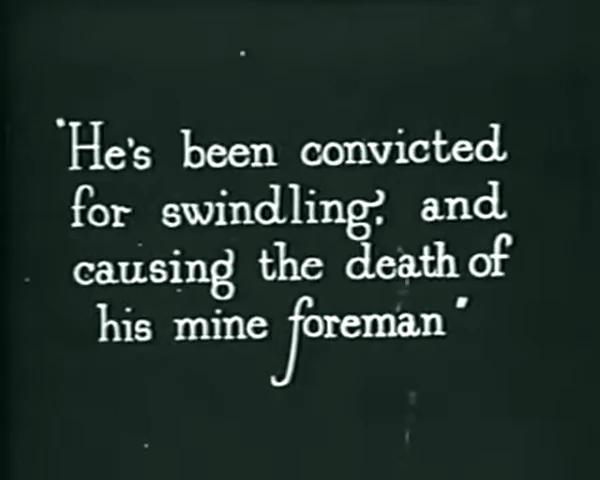 "He's been convicted
for swindling, and
causing the death of
his mine foreman"